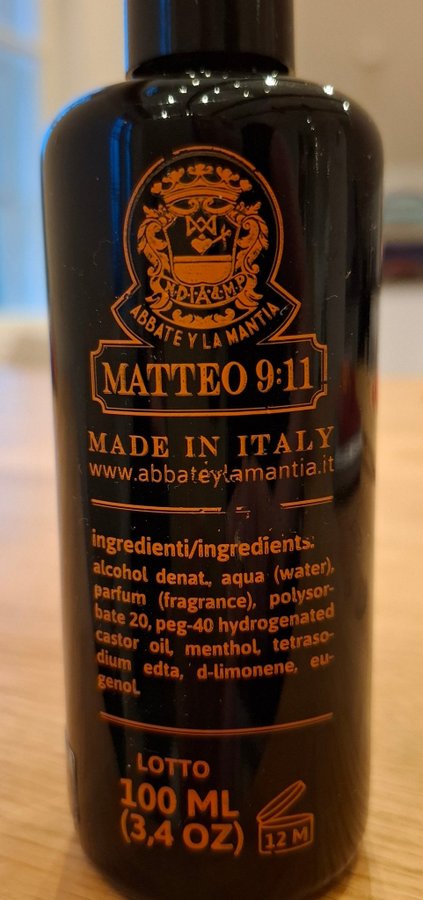 N.D.I.A.&.M.P.
ABBATE Y LA MANTIA
MATTEO 9:11
MADE IN ITALY
www.abbateylamantia.it
ingredienti/ingredients:
alcohol denat., aqua (water),
parfum (fragrance), polysor-
bate 20, peg-40 hydrogenated
castor oil, menthol, tetraso-
dium edta, d-limonene, eu-
genol.
LOTTO
100 ML
(3,4 OZ)
12 M